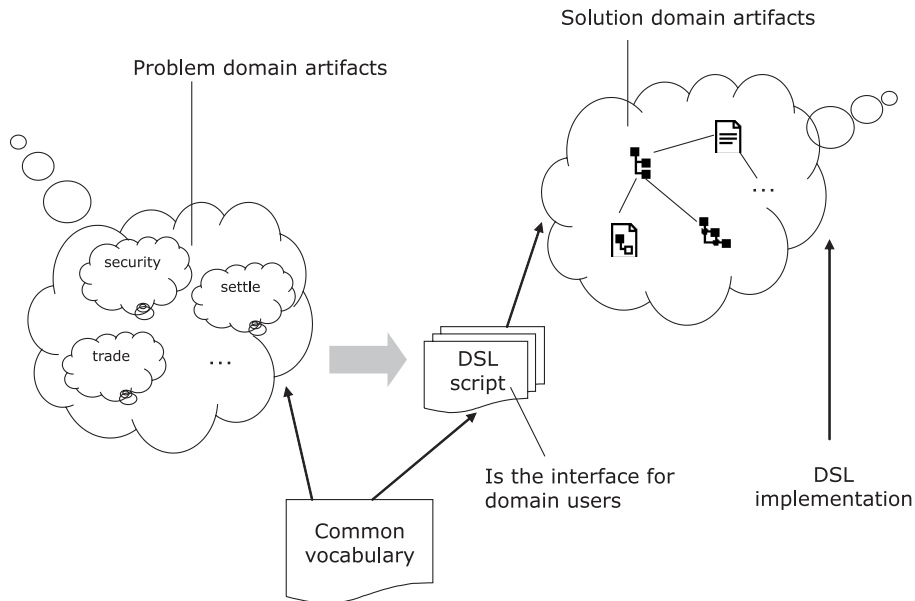 Solution domain artifacts
Problem domain artifacts
security
settle
trade
...
...
DSL
script
Is the interface for
domain users
DSL
implementation
Common
vocabulary